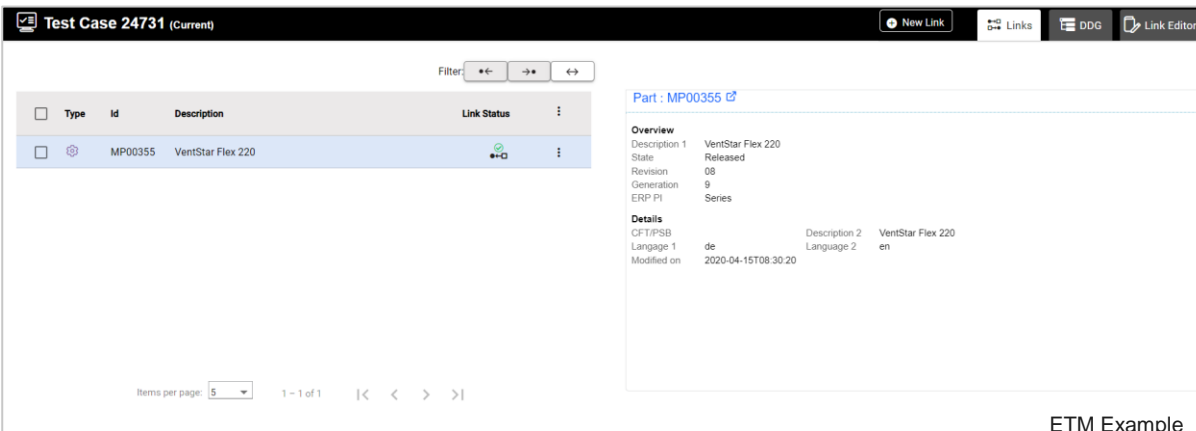 Test Case 24731 (Current)
New Link
Links
DDG
Link Editor
Filter:
Type Id Description Link Status
MP00355 VentStar Flex 220
Items per page: 5 1 – 1 of 1
Part : MP00355
Overview
Description 1 VentStar Flex 220
State Released
Revision 08
Generation 9
ERP PI Series
Details
CFT/PSB Description 2 VentStar Flex 220
Langage 1 de Language 2 en
Modified on 2020-04-15T08:30:20
ETM Example